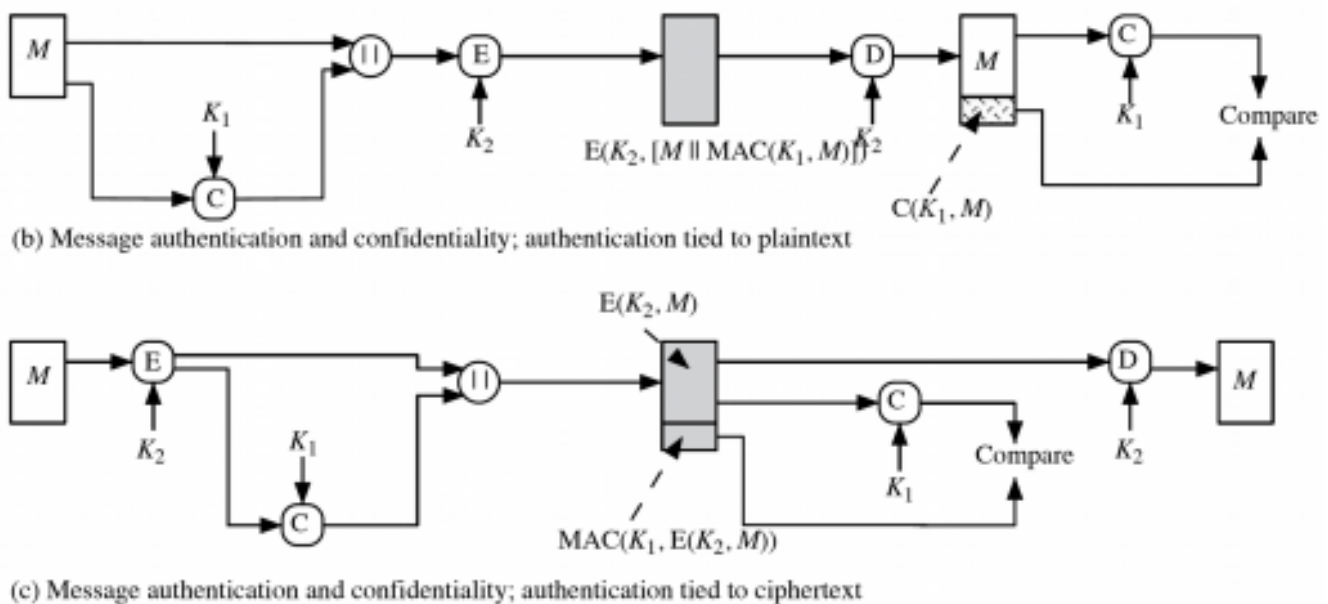 M
||
E
D
M
C
K₁
K₂
K₁
Compare
E(K₂, [M || MAC(K₁, M)])
K₂
C
C(K₁, M)
(b) Message authentication and confidentiality; authentication tied to plaintext
E(K₂, M)
M
E
||
D
M
C
K₂
K₁
Compare
K₂
K₁
C
MAC(K₁, E(K₂, M))
(c) Message authentication and confidentiality; authentication tied to ciphertext